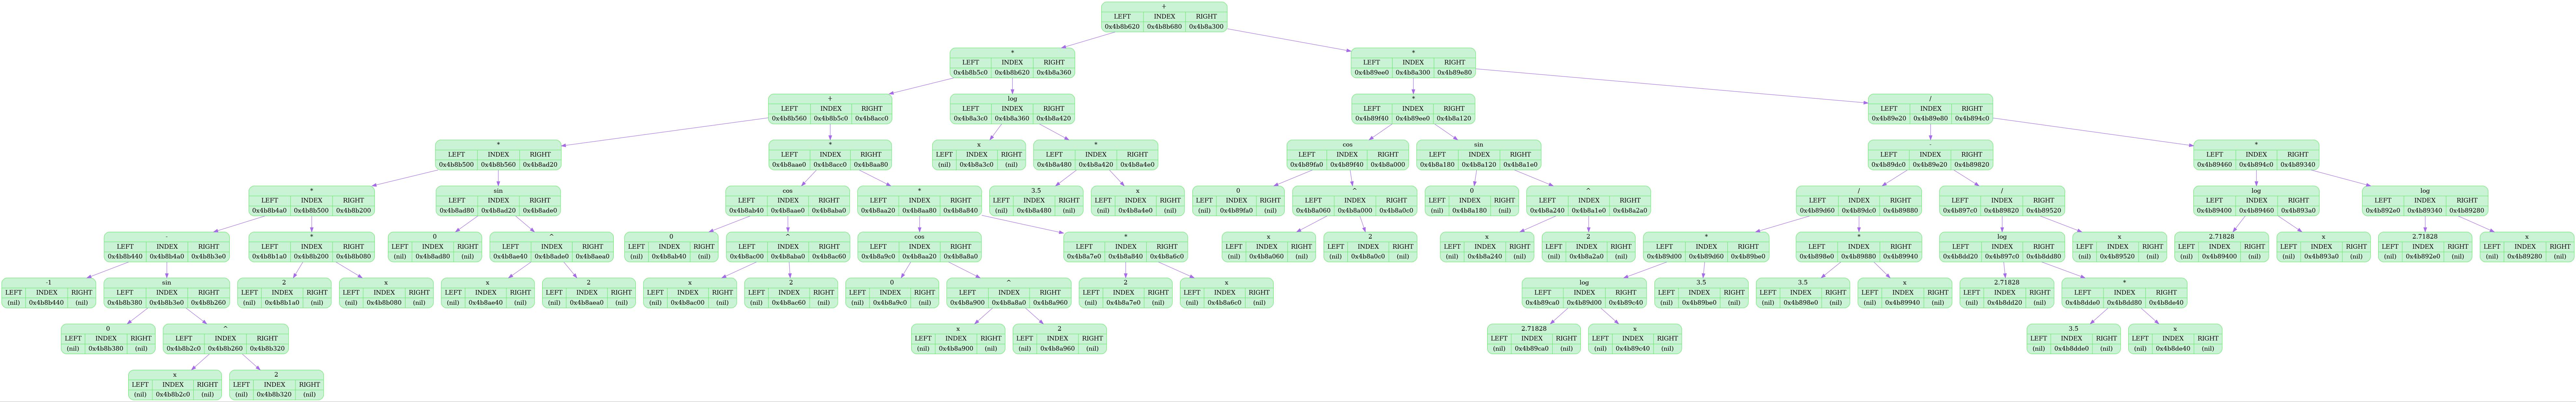 +
LEFT INDEX RIGHT
0x4b8b620 0x4b8b680 0x4b8a300
*
LEFT INDEX RIGHT
0x4b8b5c0 0x4b8b620 0x4b8a360
*
LEFT INDEX RIGHT
0x4b89ee0 0x4b8a300 0x4b89e80
+
LEFT INDEX RIGHT
0x4b8b560 0x4b8b5c0 0x4b8acc0
log
LEFT INDEX RIGHT
0x4b8a3c0 0x4b8a360 0x4b8a420
*
LEFT INDEX RIGHT
0x4b89f40 0x4b89ee0 0x4b8a120
/
LEFT INDEX RIGHT
0x4b89e20 0x4b89e80 0x4b894c0
*
LEFT INDEX RIGHT
0x4b8b500 0x4b8b560 0x4b8ad20
*
LEFT INDEX RIGHT
0x4b8aae0 0x4b8acc0 0x4b8aa80
x
LEFT INDEX RIGHT
(nil) 0x4b8a3c0 (nil)
*
LEFT INDEX RIGHT
0x4b8a480 0x4b8a420 0x4b8a4e0
cos
LEFT INDEX RIGHT
0x4b89fa0 0x4b89f40 0x4b8a000
sin
LEFT INDEX RIGHT
0x4b8a180 0x4b8a120 0x4b8a1e0
-
LEFT INDEX RIGHT
0x4b89dc0 0x4b89e20 0x4b89820
*
LEFT INDEX RIGHT
0x4b89460 0x4b894c0 0x4b89340
*
LEFT INDEX RIGHT
0x4b8b4a0 0x4b8b500 0x4b8b200
sin
LEFT INDEX RIGHT
0x4b8ad80 0x4b8ad20 0x4b8ade0
cos
LEFT INDEX RIGHT
0x4b8ab40 0x4b8aae0 0x4b8aba0
*
LEFT INDEX RIGHT
0x4b8aa20 0x4b8aa80 0x4b8a840
3.5
LEFT INDEX RIGHT
(nil) 0x4b8a480 (nil)
x
LEFT INDEX RIGHT
(nil) 0x4b8a4e0 (nil)
0
LEFT INDEX RIGHT
(nil) 0x4b89fa0 (nil)
^
LEFT INDEX RIGHT
0x4b8a060 0x4b8a000 0x4b8a0c0
0
LEFT INDEX RIGHT
(nil) 0x4b8a180 (nil)
^
LEFT INDEX RIGHT
0x4b8a240 0x4b8a1e0 0x4b8a2a0
/
LEFT INDEX RIGHT
0x4b89d60 0x4b89dc0 0x4b89880
/
LEFT INDEX RIGHT
0x4b897c0 0x4b89820 0x4b89520
log
LEFT INDEX RIGHT
0x4b89400 0x4b89460 0x4b893a0
log
LEFT INDEX RIGHT
0x4b892e0 0x4b89340 0x4b89280
-
LEFT INDEX RIGHT
0x4b8b440 0x4b8b4a0 0x4b8b3e0
*
LEFT INDEX RIGHT
0x4b8b1a0 0x4b8b200 0x4b8b080
0
LEFT INDEX RIGHT
(nil) 0x4b8ad80 (nil)
^
LEFT INDEX RIGHT
0x4b8ae40 0x4b8ade0 0x4b8aea0
0
LEFT INDEX RIGHT
(nil) 0x4b8ab40 (nil)
^
LEFT INDEX RIGHT
0x4b8ac00 0x4b8aba0 0x4b8ac60
cos
LEFT INDEX RIGHT
0x4b8a9c0 0x4b8aa20 0x4b8a8a0
*
LEFT INDEX RIGHT
0x4b8a7e0 0x4b8a840 0x4b8a6c0
x
LEFT INDEX RIGHT
(nil) 0x4b8a060 (nil)
2
LEFT INDEX RIGHT
(nil) 0x4b8a0c0 (nil)
x
LEFT INDEX RIGHT
(nil) 0x4b8a240 (nil)
2
LEFT INDEX RIGHT
(nil) 0x4b8a2a0 (nil)
*
LEFT INDEX RIGHT
0x4b89d00 0x4b89d60 0x4b89be0
*
LEFT INDEX RIGHT
0x4b898e0 0x4b89880 0x4b89940
log
LEFT INDEX RIGHT
0x4b8dd20 0x4b897c0 0x4b8dd80
x
LEFT INDEX RIGHT
(nil) 0x4b89520 (nil)
2.71828
LEFT INDEX RIGHT
(nil) 0x4b89400 (nil)
x
LEFT INDEX RIGHT
(nil) 0x4b893a0 (nil)
2.71828
LEFT INDEX RIGHT
(nil) 0x4b892e0 (nil)
x
LEFT INDEX RIGHT
(nil) 0x4b89280 (nil)
-1
LEFT INDEX RIGHT
(nil) 0x4b8b440 (nil)
sin
LEFT INDEX RIGHT
0x4b8b380 0x4b8b3e0 0x4b8b260
2
LEFT INDEX RIGHT
(nil) 0x4b8b1a0 (nil)
x
LEFT INDEX RIGHT
(nil) 0x4b8b080 (nil)
x
LEFT INDEX RIGHT
(nil) 0x4b8ae40 (nil)
2
LEFT INDEX RIGHT
(nil) 0x4b8aea0 (nil)
x
LEFT INDEX RIGHT
(nil) 0x4b8ac00 (nil)
2
LEFT INDEX RIGHT
(nil) 0x4b8ac60 (nil)
0
LEFT INDEX RIGHT
(nil) 0x4b8a9c0 (nil)
^
LEFT INDEX RIGHT
0x4b8a900 0x4b8a8a0 0x4b8a960
2
LEFT INDEX RIGHT
(nil) 0x4b8a7e0 (nil)
x
LEFT INDEX RIGHT
(nil) 0x4b8a6c0 (nil)
log
LEFT INDEX RIGHT
0x4b89ca0 0x4b89d00 0x4b89c40
3.5
LEFT INDEX RIGHT
(nil) 0x4b89be0 (nil)
3.5
LEFT INDEX RIGHT
(nil) 0x4b898e0 (nil)
x
LEFT INDEX RIGHT
(nil) 0x4b89940 (nil)
2.71828
LEFT INDEX RIGHT
(nil) 0x4b8dd20 (nil)
*
LEFT INDEX RIGHT
0x4b8dde0 0x4b8dd80 0x4b8de40
0
LEFT INDEX RIGHT
(nil) 0x4b8b380 (nil)
^
LEFT INDEX RIGHT
0x4b8b2c0 0x4b8b260 0x4b8b320
x
LEFT INDEX RIGHT
(nil) 0x4b8a900 (nil)
2
LEFT INDEX RIGHT
(nil) 0x4b8a960 (nil)
2.71828
LEFT INDEX RIGHT
(nil) 0x4b89ca0 (nil)
x
LEFT INDEX RIGHT
(nil) 0x4b89c40 (nil)
3.5
LEFT INDEX RIGHT
(nil) 0x4b8dde0 (nil)
x
LEFT INDEX RIGHT
(nil) 0x4b8de40 (nil)
x
LEFT INDEX RIGHT
(nil) 0x4b8b2c0 (nil)
2
LEFT INDEX RIGHT
(nil) 0x4b8b320 (nil)